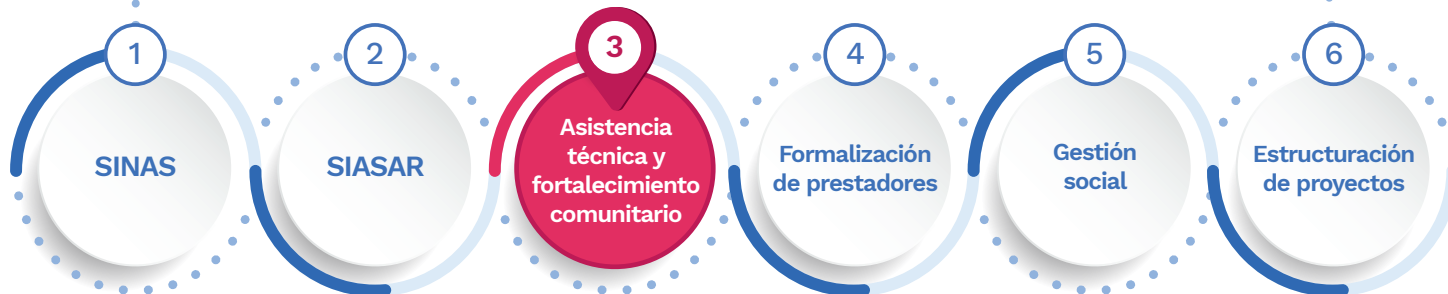 1
SINAS
2
SIASAR
3
Asistencia
técnica y
fortalecimiento
comunitario
4
Formalización
de prestadores
5
Gestión
social
6
Estructuración
de proyectos